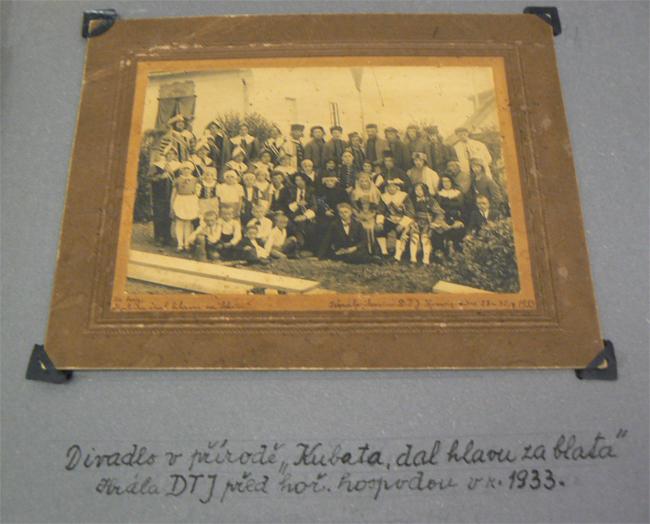 Divadlo v přírodě „Kubata, dal hlavu za blata"
Hrála DTJ před hoř. hospodou v r. 1933.